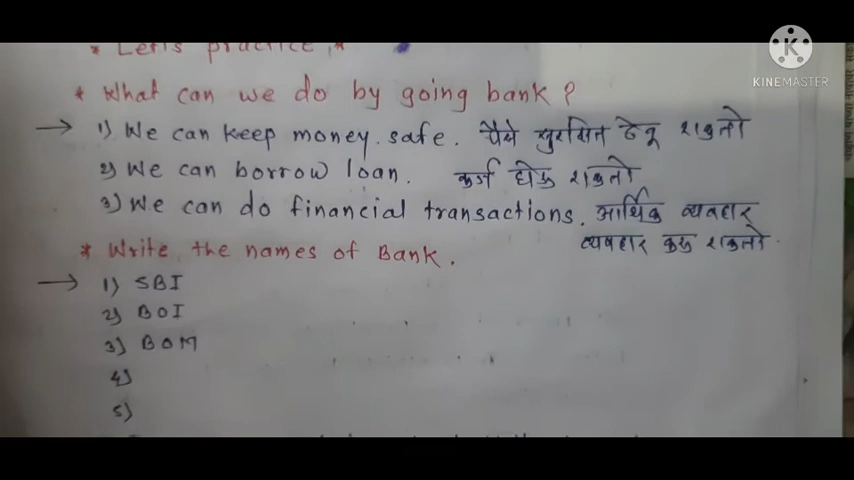 * Let's practice. *
K
KINEMASTER
* What can we do by going bank?
→ 1) We can keep money safe. पैसे सुरक्षित ठेवू शकतो
2) We can borrow loan. कर्ज घेऊ शकतो
3) We can do financial transactions. आर्थिक व्यवहार
व्यवहार करू शकतो.
* Write the names of Bank.
→ 1) SBI
2) BOI
3) BOM
4)
5)